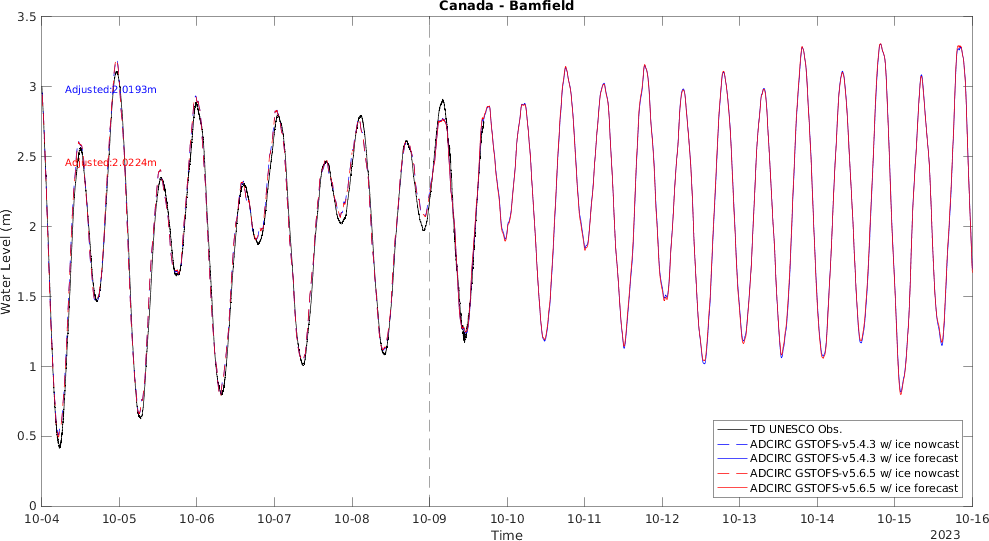 Canada - Bamfield
3.5
3
2.5
2
1.5
1
0.5
0
Water Level (m)
Adjusted:2.0193m
Adjusted:2.0224m
TD UNESCO Obs.
ADCIRC GSTOFS-v5.4.3 w/ ice nowcast
ADCIRC GSTOFS-v5.4.3 w/ ice forecast
ADCIRC GSTOFS-v5.6.5 w/ ice nowcast
ADCIRC GSTOFS-v5.6.5 w/ ice forecast
10-04 10-05 10-06 10-07 10-08 10-09 10-10 10-11 10-12 10-13 10-14 10-15 10-16
Time
2023